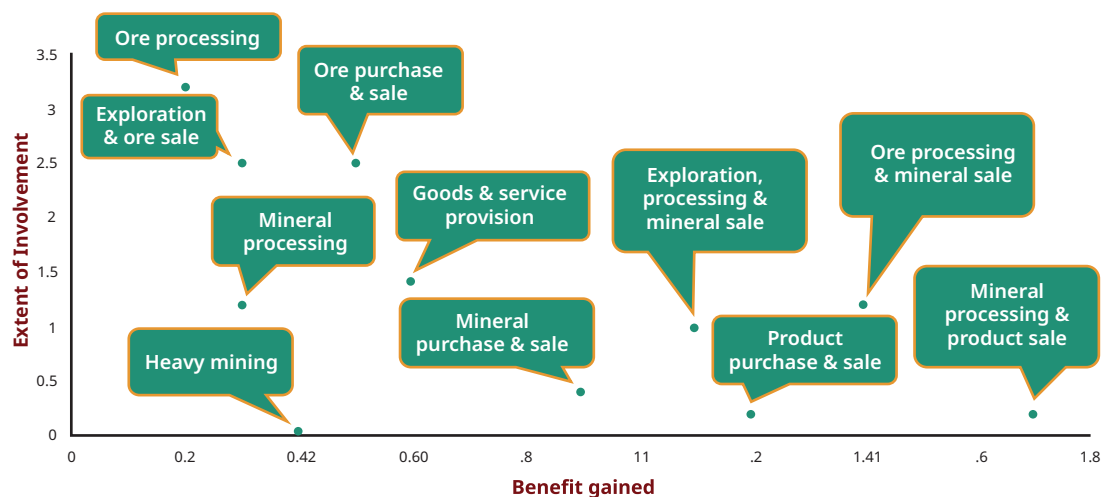 Ore processing
Exploration
& ore sale
Ore purchase
& sale
Mineral
processing
Goods & service
provision
Heavy mining
Mineral
purchase & sale
Exploration,
processing &
mineral sale
Product
purchase & sale
Ore processing
& mineral sale
Mineral
processing &
product sale
Extent of Involvement
3.5
3
2.5
2
1.5
1
0.5
0
0 0.2 0.42 0.60 .8 11 .2 1.41 .6 1.8
Benefit gained